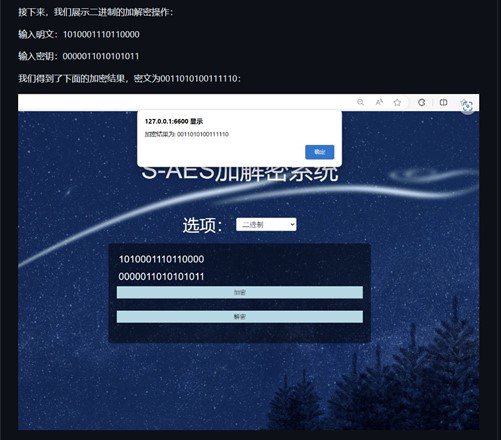 接下来，我们展示二进制的加解密操作：
输入明文：1010001110110000
输入密钥：0000011010101011
我们得到了下面的加密结果，密文为0011010100111110：
127.0.0.1:6600 显示
加密结果为: 0011010100111110
确定
S-AES加解密系统
选项：
二进制
1010001110110000
0000011010101011
加密
解密